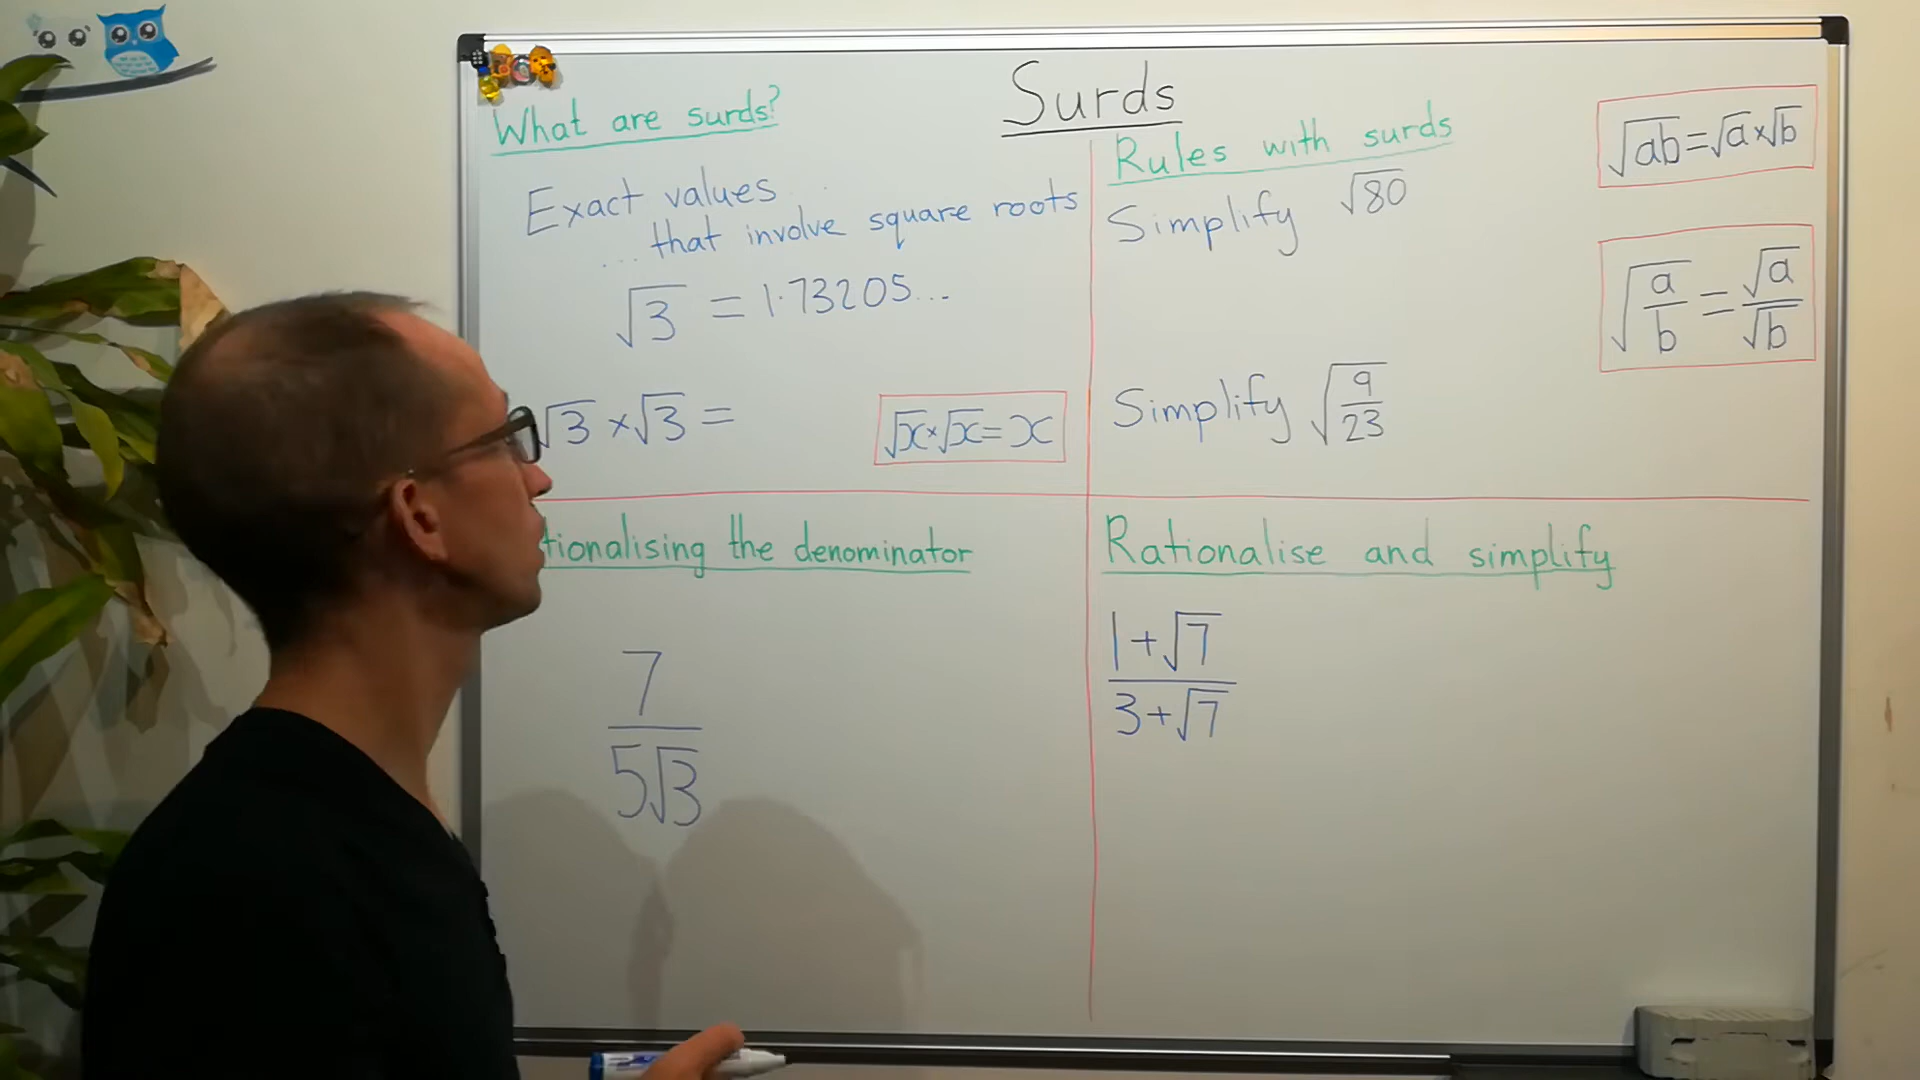 Surds
What are surds?
Exact values
...that involve square roots
√3 = 1.73205...
√3 × √3 =
√x × √x = x
Rules with surds
Simplify √80
√ab = √a × √b
√(a/b) = √a/√b
Simplify √(9/23)
tionalising the denominator
7
5√3
Rationalise and simplify
1+√7
3+√7